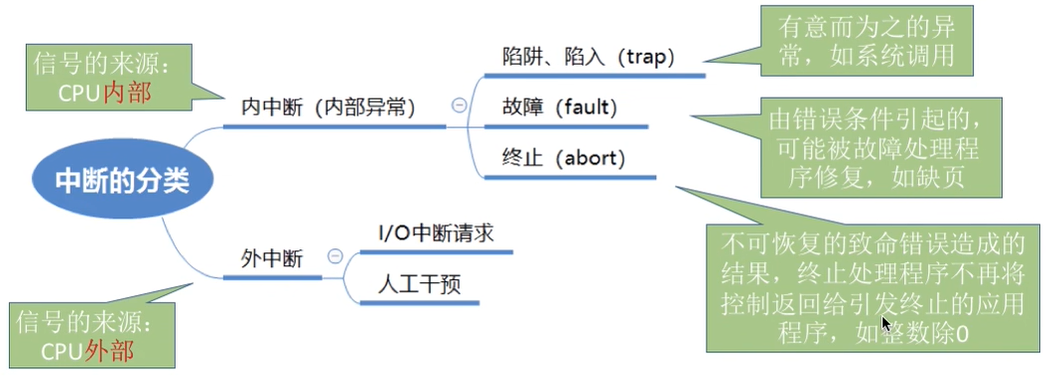 信号的来源：
CPU内部
中断的分类
内中断（内部异常）
陷阱、陷入（trap）
有意而为之的异
常，如系统调用
故障（fault）
由错误条件引起的，
可能被故障处理程
序修复，如缺页
终止（abort）
不可恢复的致命错误造成的
结果，终止处理程序不再将
控制返回给引发终止的应用
程序，如整数除0
外中断
I/O中断请求
人工干预
信号的来源：
CPU外部